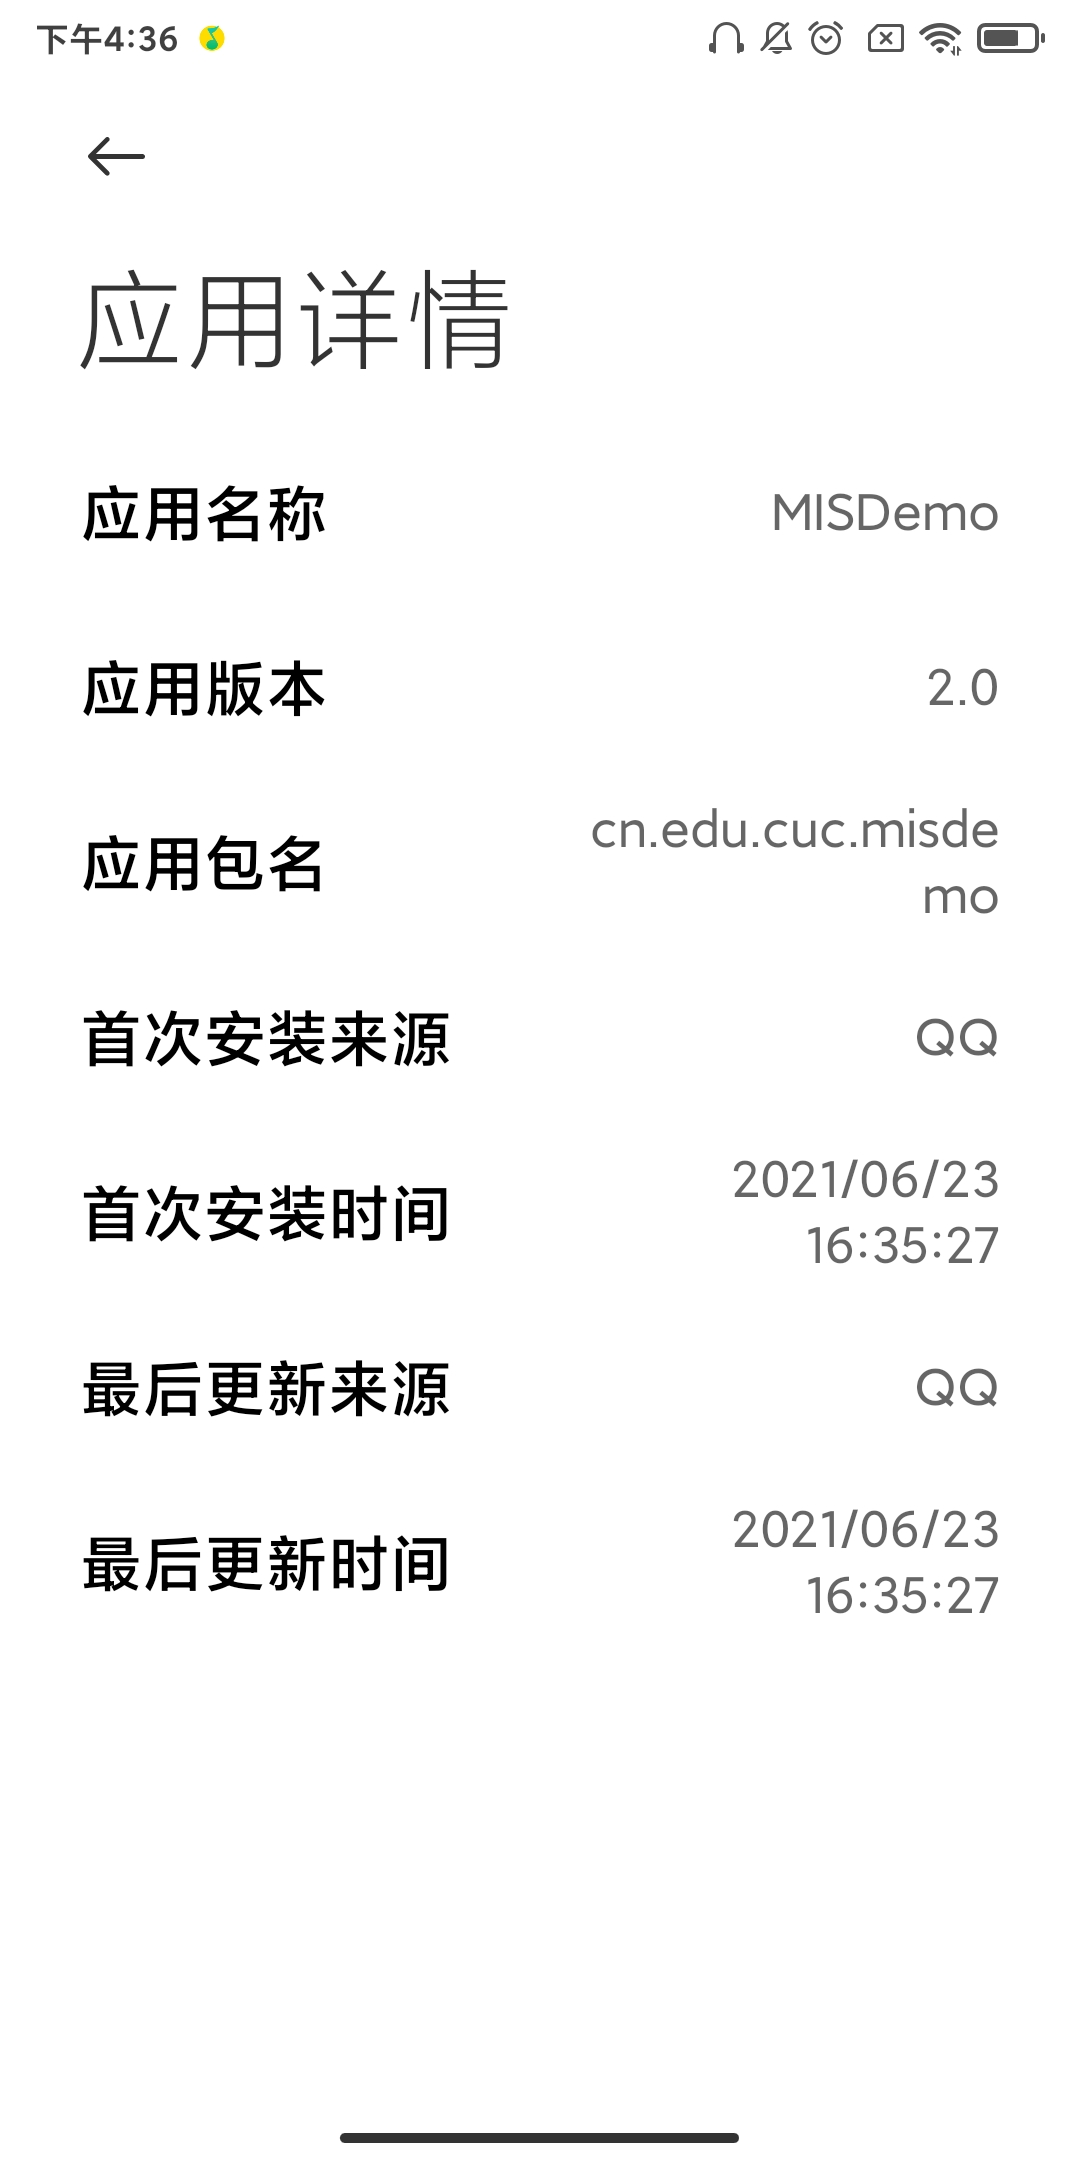 下午4:36
应用详情
应用名称 MISDemo
应用版本 2.0
应用包名 cn.edu.cuc.misde
mo
首次安装来源 QQ
首次安装时间 2021/06/23
16:35:27
最后更新来源 QQ
最后更新时间 2021/06/23
16:35:27